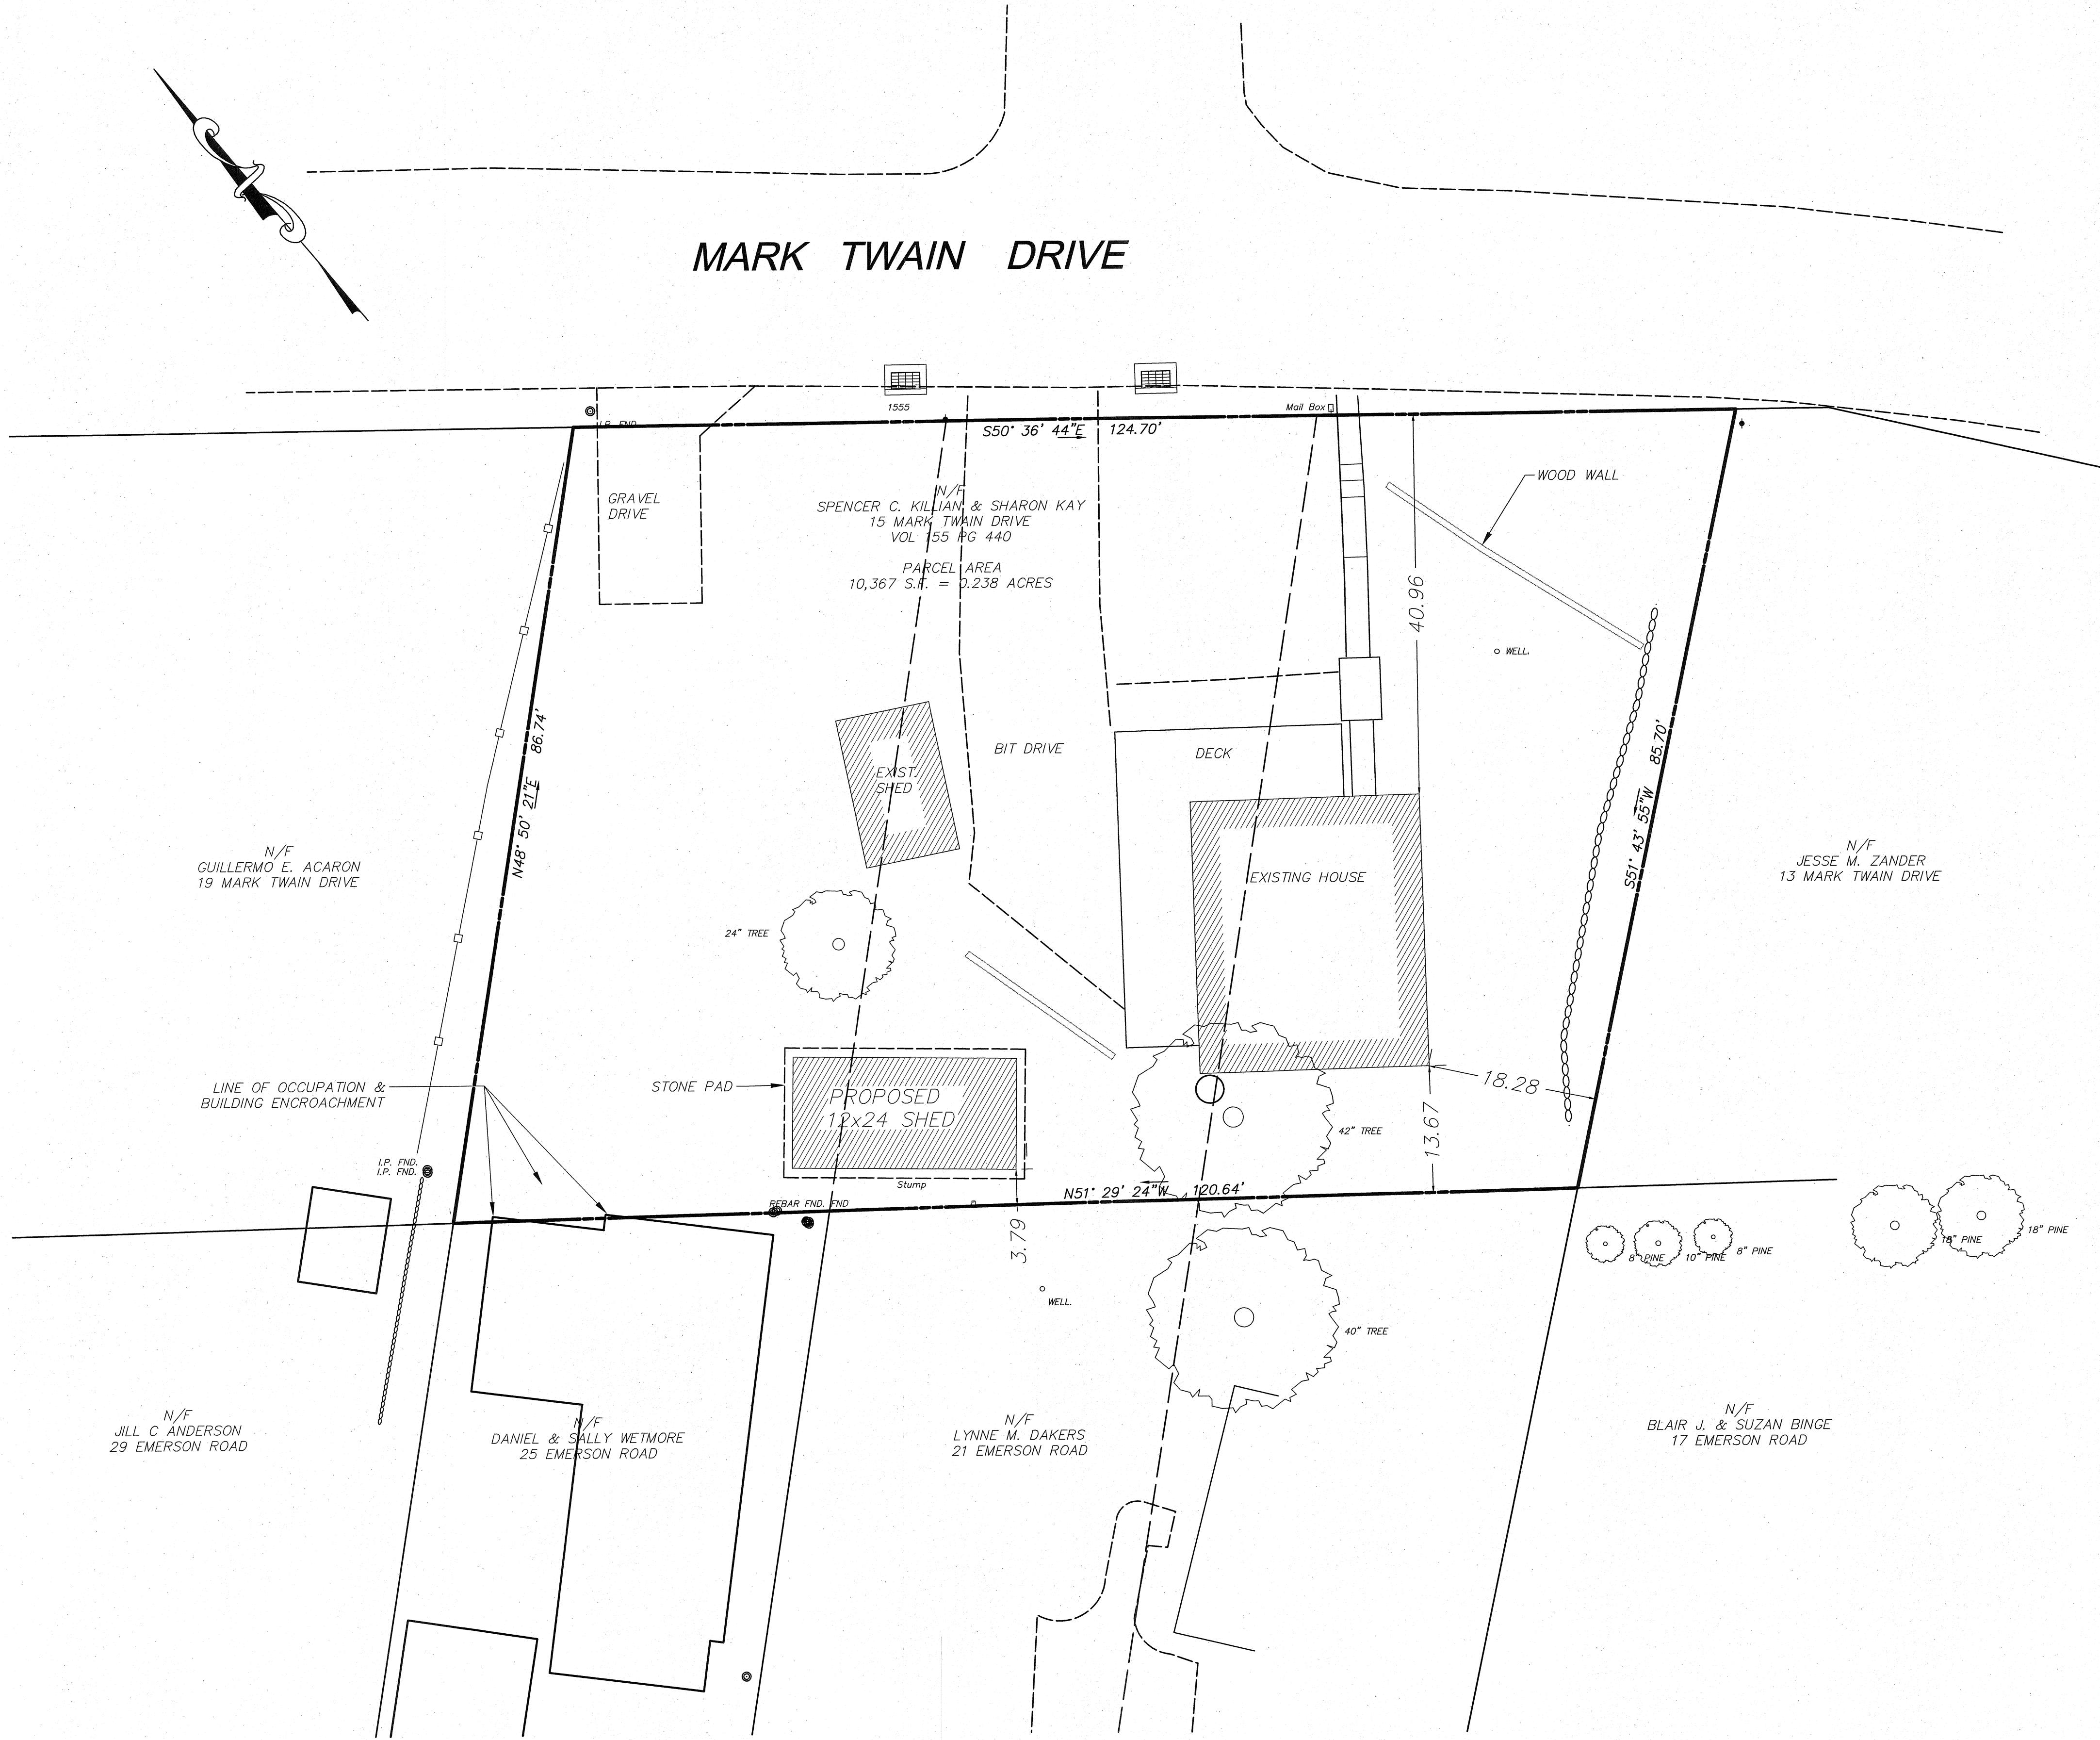 MARK TWAIN DRIVE
1555
Mail Box
I.P. FND.
S50° 36' 44"E 124.70'
WOOD WALL
GRAVEL
DRIVE
N/F
SPENCER C. KILLIAN & SHARON KAY
15 MARK TWAIN DRIVE
VOL 155 PG 440
PARCEL AREA
10,367 S.F. = 0.238 ACRES
40.96
WELL.
N48° 50' 21"E 86.74'
BIT DRIVE
DECK
EXIST.
SHED
S51° 43' 55"W 85.70'
N/F
GUILLERMO E. ACARON
19 MARK TWAIN DRIVE
EXISTING HOUSE
N/F
JESSE M. ZANDER
13 MARK TWAIN DRIVE
24" TREE
LINE OF OCCUPATION &
BUILDING ENCROACHMENT
STONE PAD
PROPOSED
12x24 SHED
18.28
13.67
42" TREE
I.P. FND.
I.P. FND.
Stump
N51° 29' 24"W 120.64'
REBAR FND. FND
3.79
8" PINE
10" PINE
8" PINE
18" PINE
18" PINE
WELL.
40" TREE
N/F
JILL C ANDERSON
29 EMERSON ROAD
N/F
DANIEL & SALLY WETMORE
25 EMERSON ROAD
N/F
LYNNE M. DAKERS
21 EMERSON ROAD
N/F
BLAIR J. & SUZAN BINGE
17 EMERSON ROAD